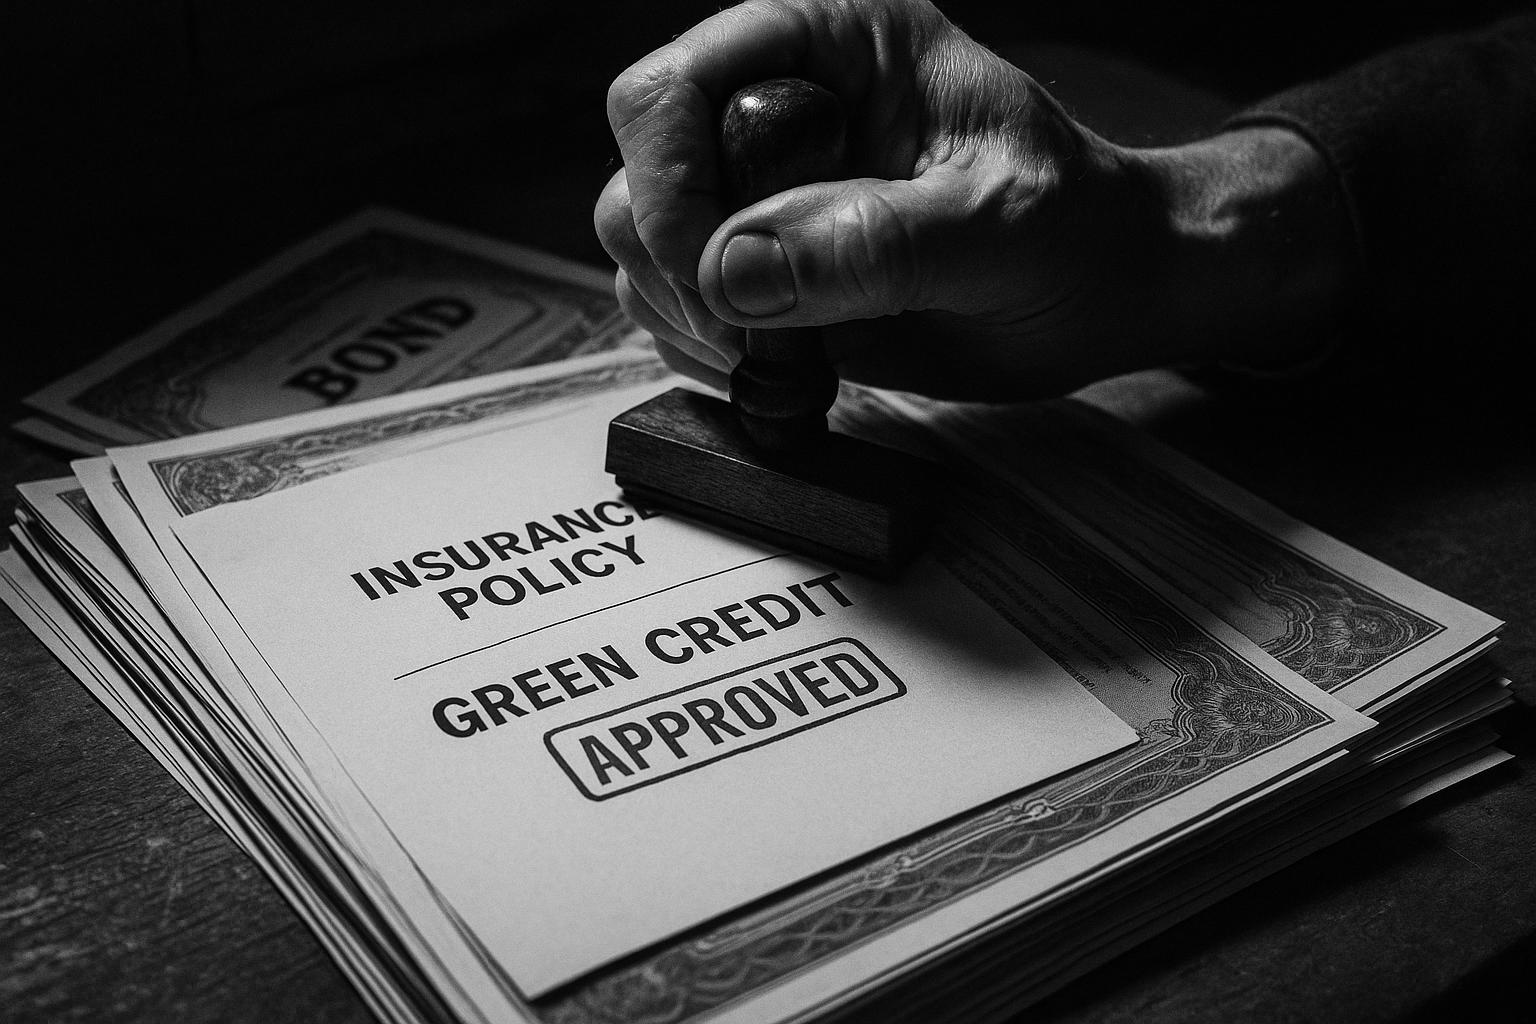 BOND
INSURANCE
POLICY
GREEN CREDIT
APPROVED